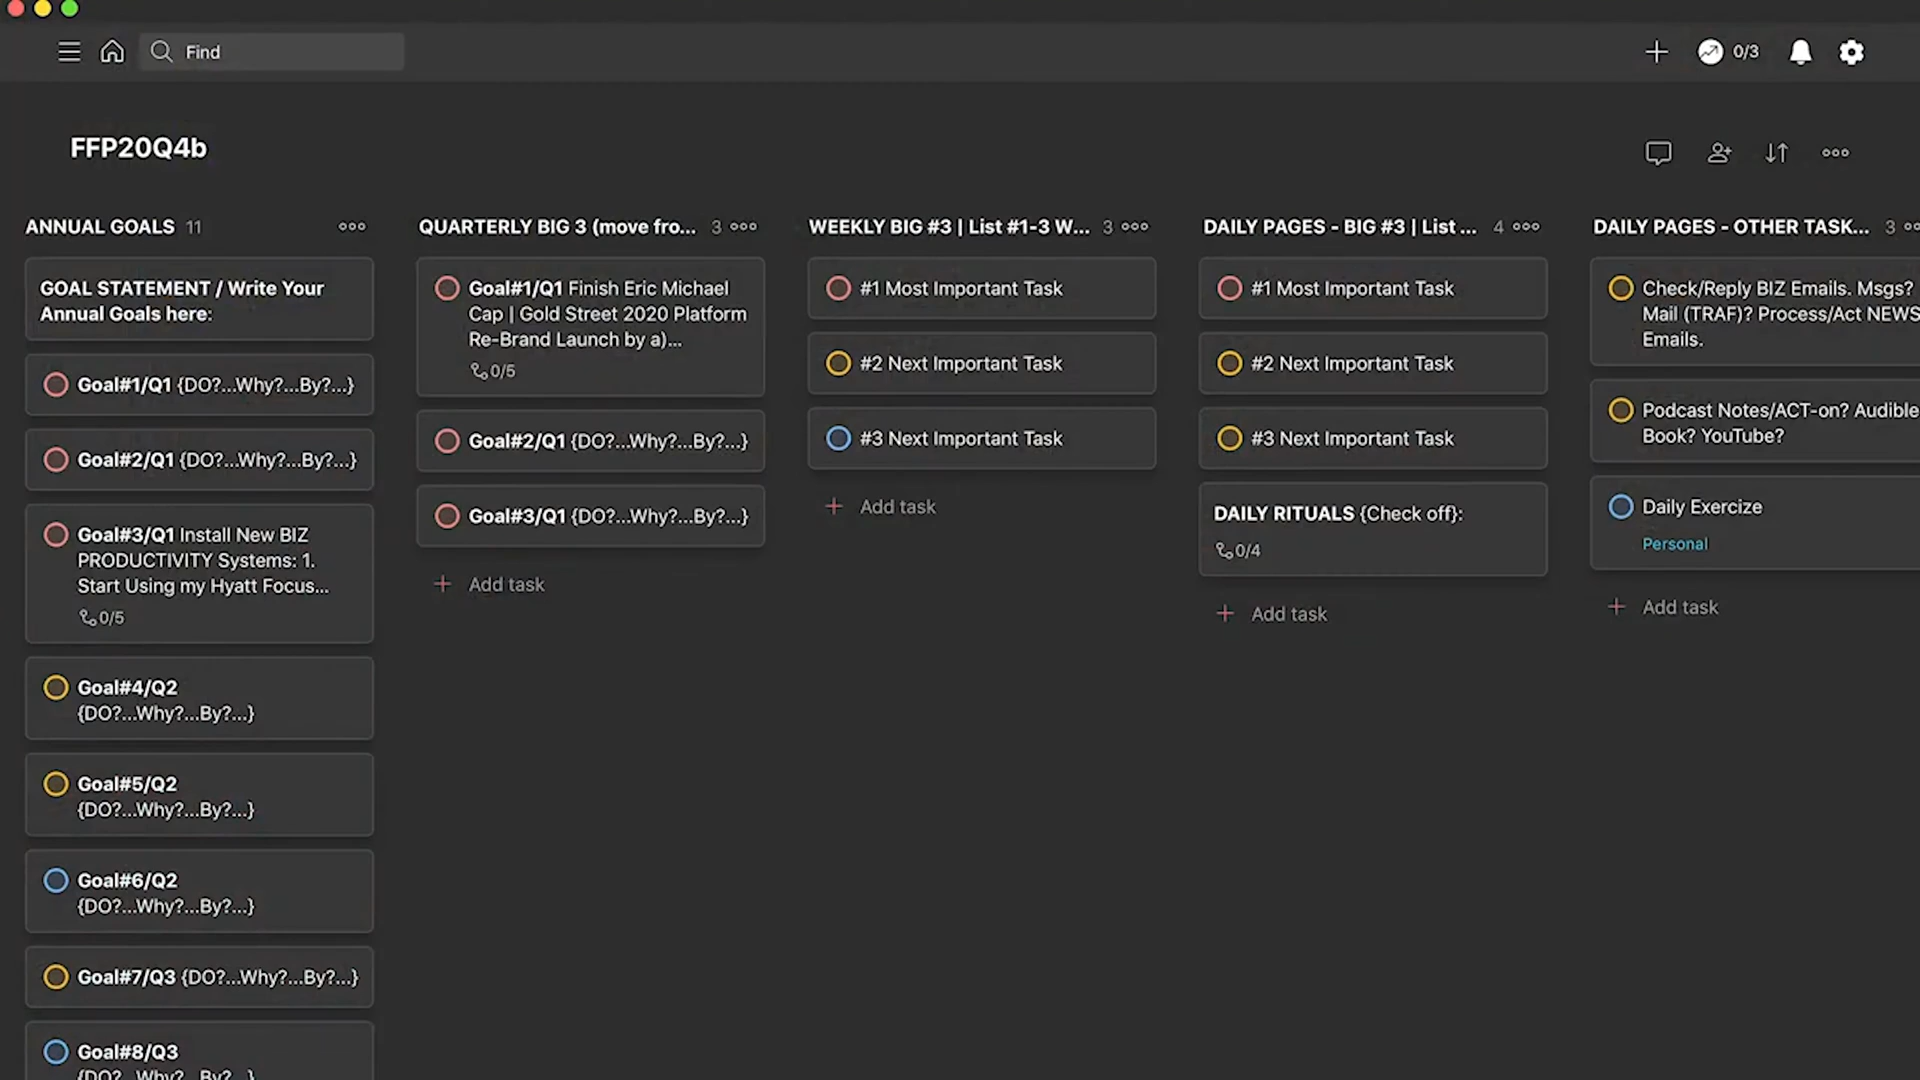 Find
0/3
FFP20Q4b
ANNUAL GOALS 11
GOAL STATEMENT / Write Your
Annual Goals here:
Goal#1/Q1 {DO?...Why?...By?...}
Goal#2/Q1 {DO?...Why?...By?...}
Goal#3/Q1 Install New BIZ
PRODUCTIVITY Systems: 1.
Start Using my Hyatt Focus...
0/5
Goal#4/Q2
{DO?...Why?...By?...}
Goal#5/Q2
{DO?...Why?...By?...}
Goal#6/Q2
{DO?...Why?...By?...}
Goal#7/Q3 {DO?...Why?...By?...}
Goal#8/Q3
{DO?...Why?...By?...}
QUARTERLY BIG 3 (move fro... 3
Goal#1/Q1 Finish Eric Michael
Cap | Gold Street 2020 Platform
Re-Brand Launch by a)...
0/5
Goal#2/Q1 {DO?...Why?...By?...}
Goal#3/Q1 {DO?...Why?...By?...}
Add task
WEEKLY BIG #3 | List #1-3 W... 3
#1 Most Important Task
#2 Next Important Task
#3 Next Important Task
Add task
DAILY PAGES - BIG #3 | List ... 4
#1 Most Important Task
#2 Next Important Task
#3 Next Important Task
DAILY RITUALS {Check off}:
0/4
Add task
DAILY PAGES - OTHER TASK... 3
Check/Reply BIZ Emails. Msgs?
Mail (TRAF)? Process/Act NEWS
Emails.
Podcast Notes/ACT-on? Audible
Book? YouTube?
Daily Exercize
Personal
Add task